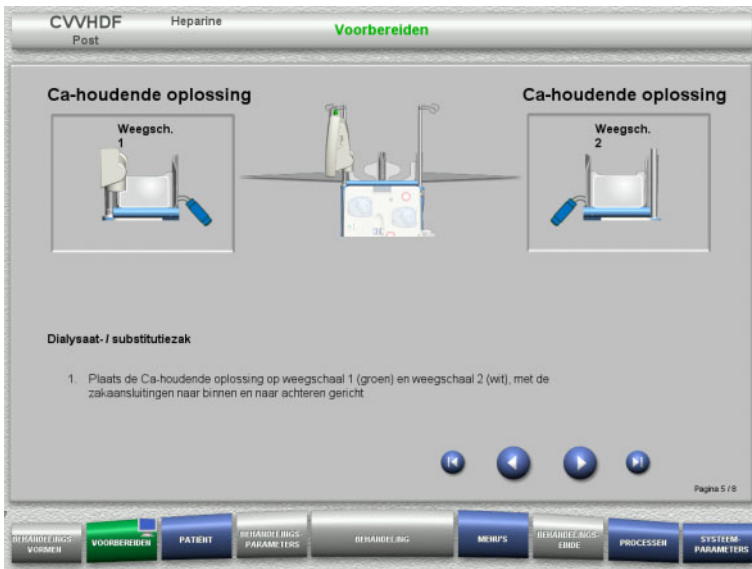 CVVHDF
Heparine
Post
Voorbereiden
Ca-houdende oplossing
Ca-houdende oplossing
Weegsch.
1
Weegsch.
2
Dialysaat- / substitutiezak
1. Plaats de Ca-houdende oplossing op weegschaal 1 (groen) en weegschaal 2 (wit), met de
zakaansluitingen naar binnen en naar achteren gericht
Pagina 5 / 8
BEHANDELINGS-
VORMEN
VOORBEREIDEN
PATIËNT
BEHANDELINGS-
PARAMETERS
BEHANDELING
MENU'S
BEHANDELINGS-
EINDE
PROCESSEN
SYSTEEM-
PARAMETERS